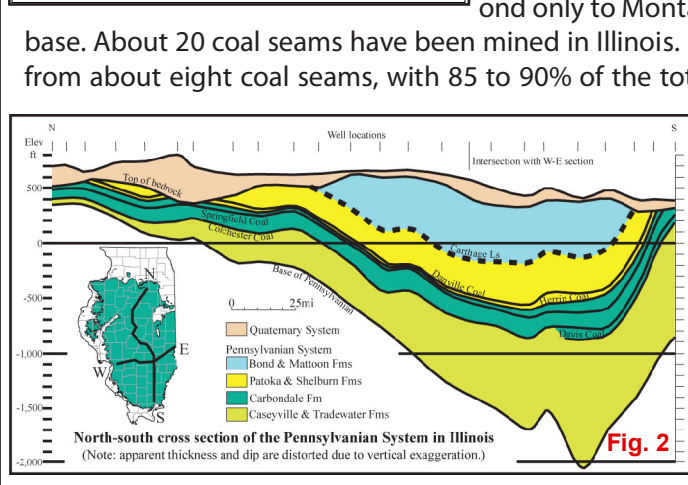 ond only to Monta
base. About 20 coal seams have been mined in Illinois.
from about eight coal seams, with 85 to 90% of the tot
N
S
Elev
ft
Well locations
Intersection with W-E section
500
0
-500
-1,000
-2,000
Top of bedrock
Springfield Coal
Colchester Coal
Base of Pennsylvanian
Carthage Ls
Danville Coal
Herrin Coal
Davis Coal
N
E
W
S
0 25mi
Quaternary System
Pennsylvanian System
Bond & Mattoon Fms
Patoka & Shelburn Fms
Carbondale Fm
Caseyville & Tradewater Fms
North-south cross section of the Pennsylvanian System in Illinois
(Note: apparent thickness and dip are distorted due to vertical exaggeration.)
Fig. 2